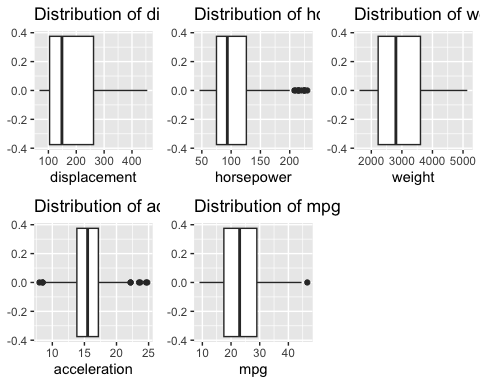 Distribution of di
Distribution of ho
Distribution of we
0.4
0.2
0.0
-0.2
-0.4
100 200 300 400
displacement
0.4
0.2
0.0
-0.2
-0.4
50 100 150 200
horsepower
0.4
0.2
0.0
-0.2
-0.4
2000 3000 4000 5000
weight
Distribution of ac
0.4
0.2
0.0
-0.2
-0.4
10 15 20 25
acceleration
Distribution of mpg
0.4
0.2
0.0
-0.2
-0.4
10 20 30 40
mpg